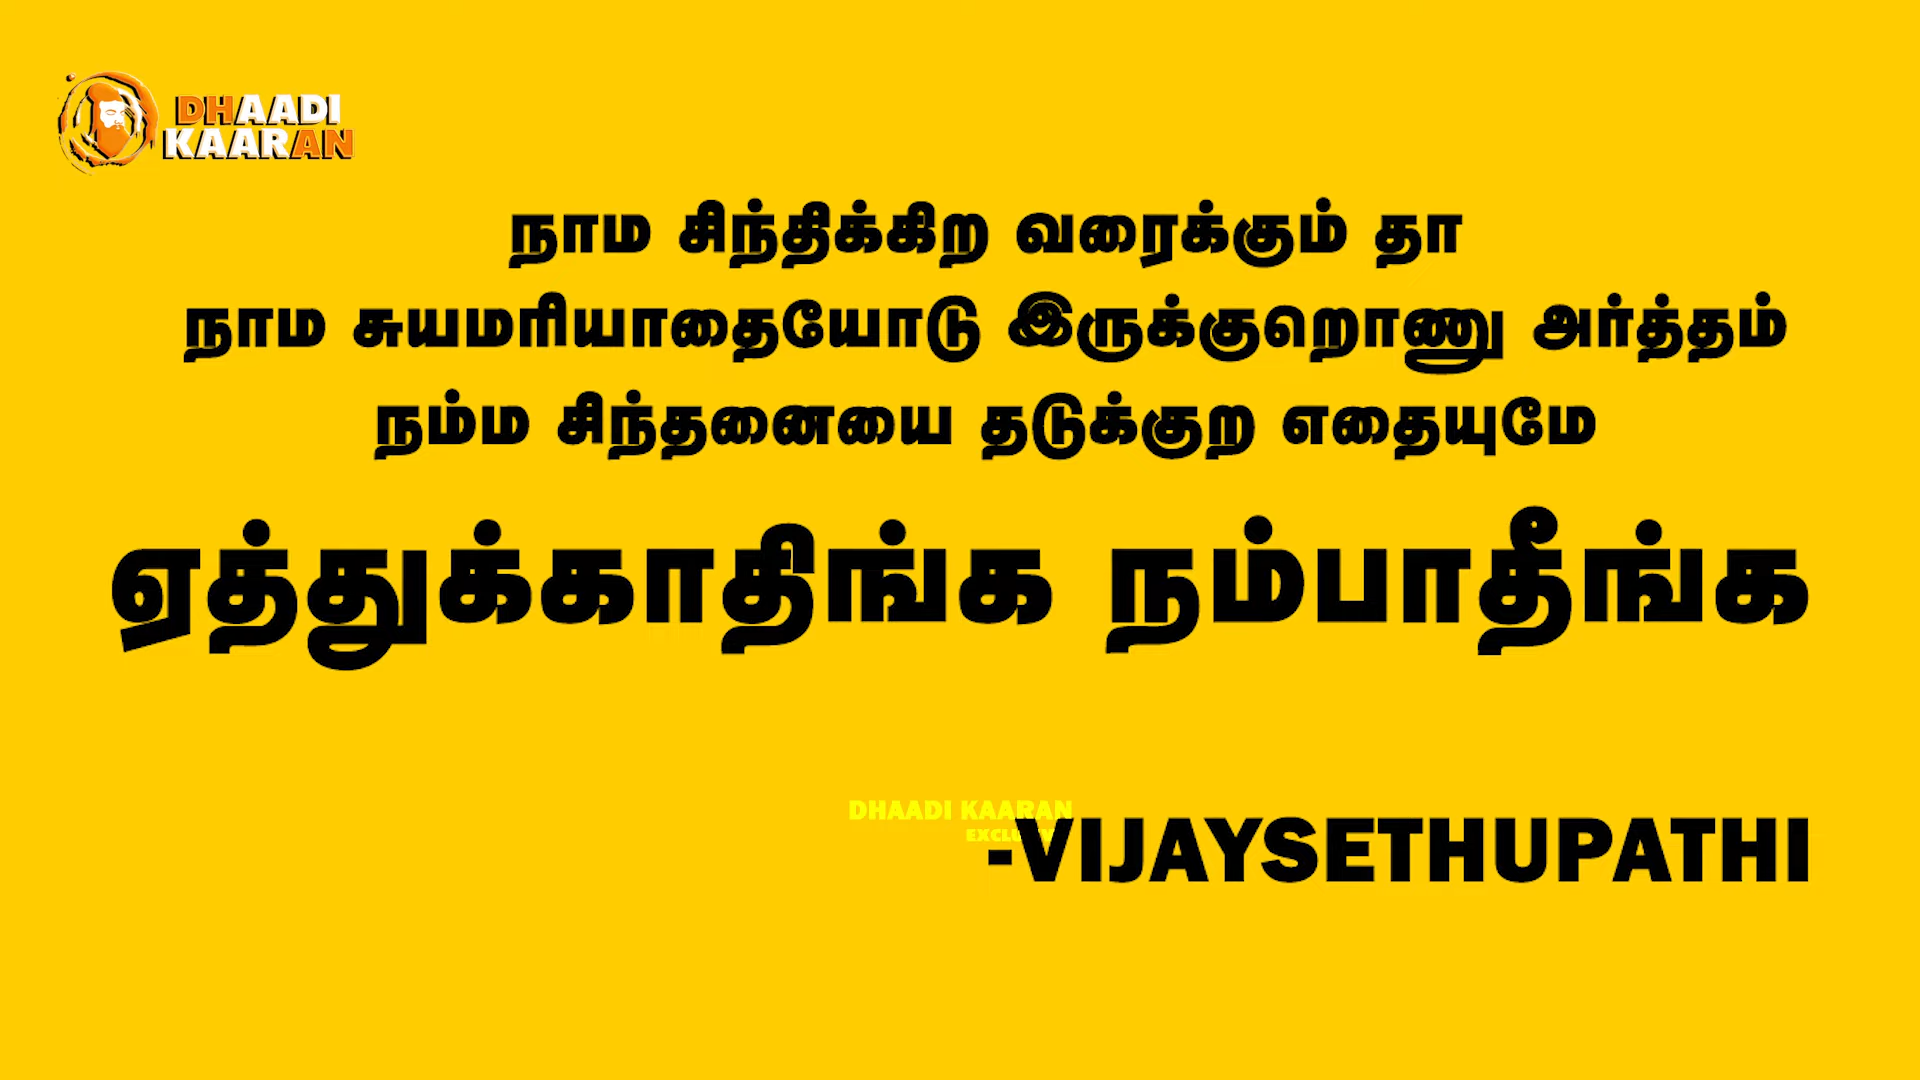 DHAADI
KAARAN
நாம சிந்திக்கிற வரைக்கும் தா
நாம சுயமரியாதையோடு இருக்குறொணு அர்த்தம்
நம்ம சிந்தனையை தடுக்குற எதையுமே
ஏத்துக்காதிங்க நம்பாதீங்க
DHAADI KAARAN
-VIJAYSETHUPATHI